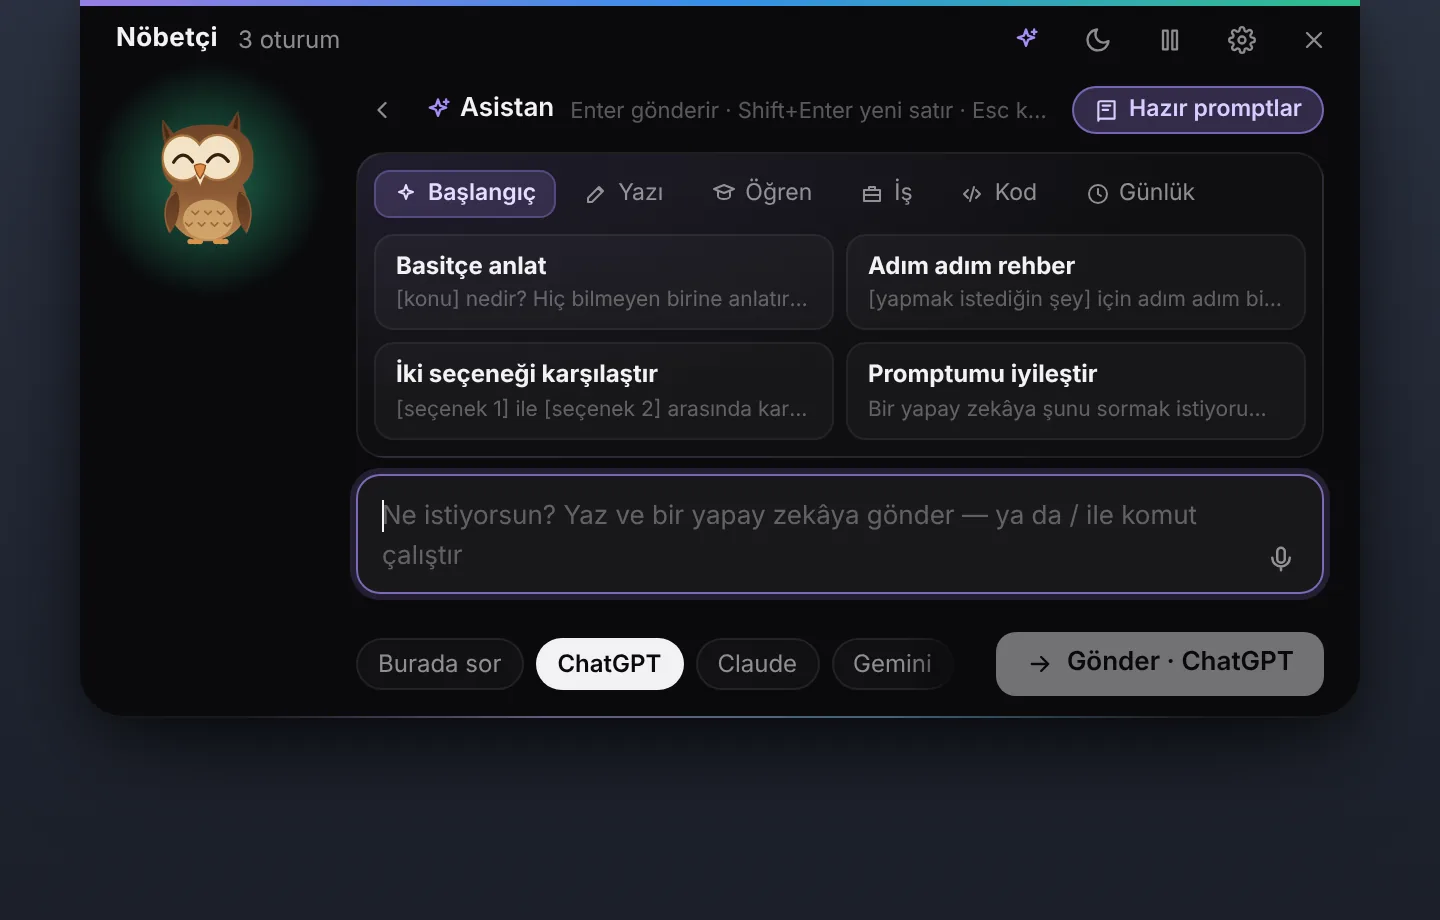 Nöbetçi 3 oturum
Asistan Enter gönderir · Shift+Enter yeni satır · Esc k... Hazır promptlar
Başlangıç Yazı Öğren İş Kod Günlük
Basitçe anlat
[konu] nedir? Hiç bilmeyen birine anlatır...
Adım adım rehber
[yapmak istediğin şey] için adım adım bi...
İki seçeneği karşılaştır
[seçenek 1] ile [seçenek 2] arasında kar...
Promptumu iyileştir
Bir yapay zekâya şunu sormak istiyoru...
Ne istiyorsun? Yaz ve bir yapay zekâya gönder — ya da / ile komut
çalıştır
Burada sor ChatGPT Claude Gemini → Gönder · ChatGPT